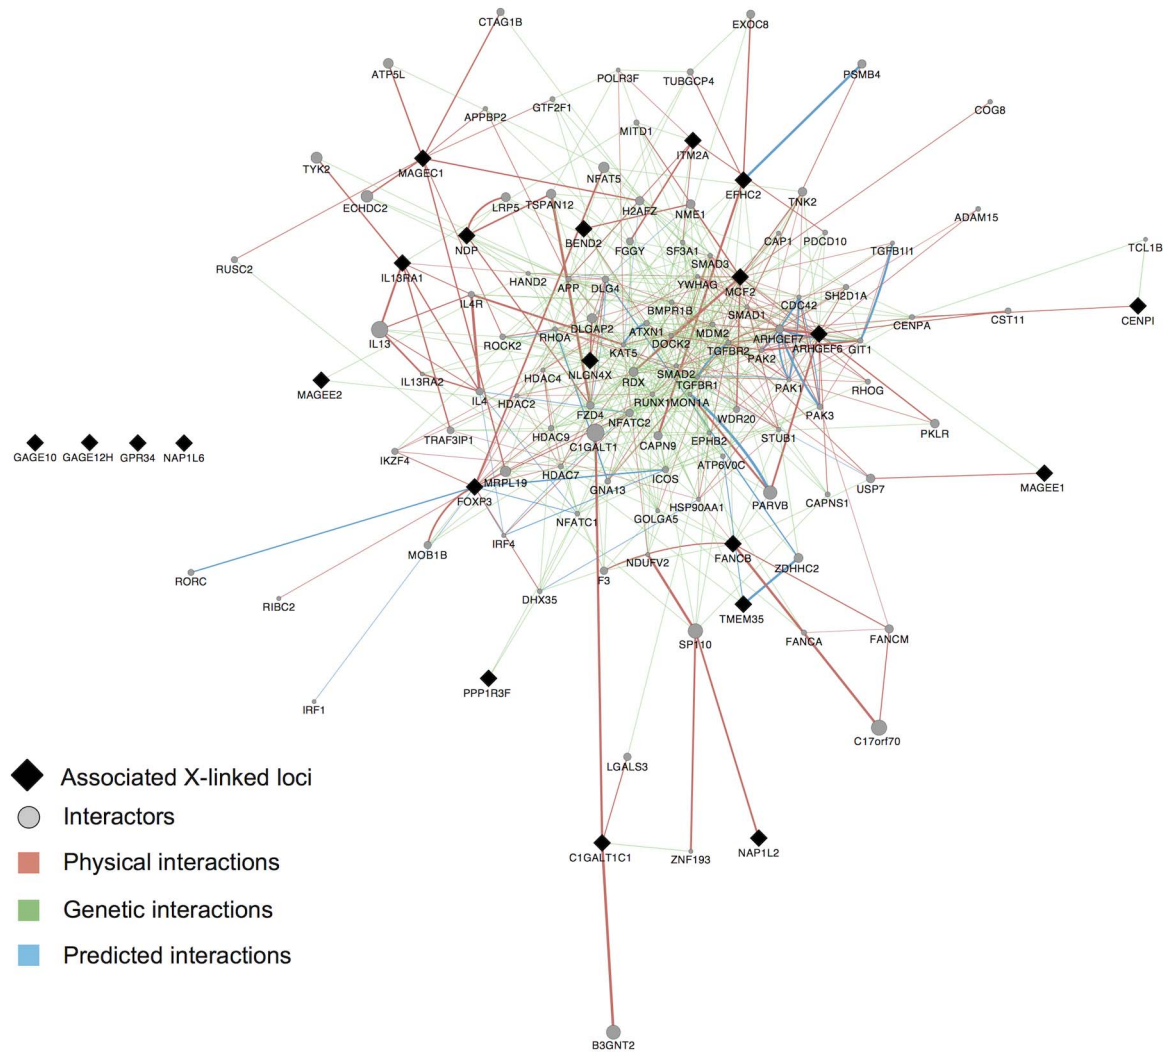 CTAG1B
EXOC8
ATP5L
POLR3F
TUBGCP4
PSMB4
APPBP2
GTF2F1
COG8
MITD1
ITM2A
TYK2
MAGEC1
NFAT5
EFHC2
ECHDC2
LRP5
TSPAN12
H2AFZ
NME1
TNK2
ADAM15
NDP
BEND2
FGGY
SF3A1
CAP1
PDCD10
TGFB1I1
TCL1B
RUSC2
IL13RA1
HAND2
APP
DLG4
SMAD3
YWHAG
MCF2
CDC42
SH2D1A
IL4R
BMPR1B
SMAD1
CENPA
CST11
CENPI
IL13
ROCK2
RHOA
DLGAP2
ATXN1
MDM2
ARHGEF7
ARHGEF6
GIT1
KAT5
DOCK2
TGFBR2
PAK2
MAGEE2
IL13RA2
HDAC4
NLGN4X
RDX
SMAD2
TGFBR1
PAK1
RHOG
IL4
HDAC2
FZD4
RUNX1
MON1A
WDR20
PAK3
NFATC2
TRAF3IP1
HDAC9
C1GALT1
CAPN9
EPHB2
STUB1
PKLR
GAGE10
GAGE12H
GPR34
NAP1L6
IKZF4
MRPL19
HDAC7
ICOS
ATP6V0C
FOXP3
GNA13
HSP90AA1
PARVB
CAPNS1
USP7
MAGEE1
NFATC1
GOLGA5
MOB1B
IRF4
NDUFV2
FANCB
ZDHHC2
RORC
F3
RIBC2
DHX35
TMEM35
SP110
FANCA
FANCM
PPP1R3F
IRF1
C17orf70
LGALS3
Associated X-linked loci
Interactors
C1GALT1C1
ZNF193
NAP1L2
Physical interactions
Genetic interactions
Predicted interactions
B3GNT2